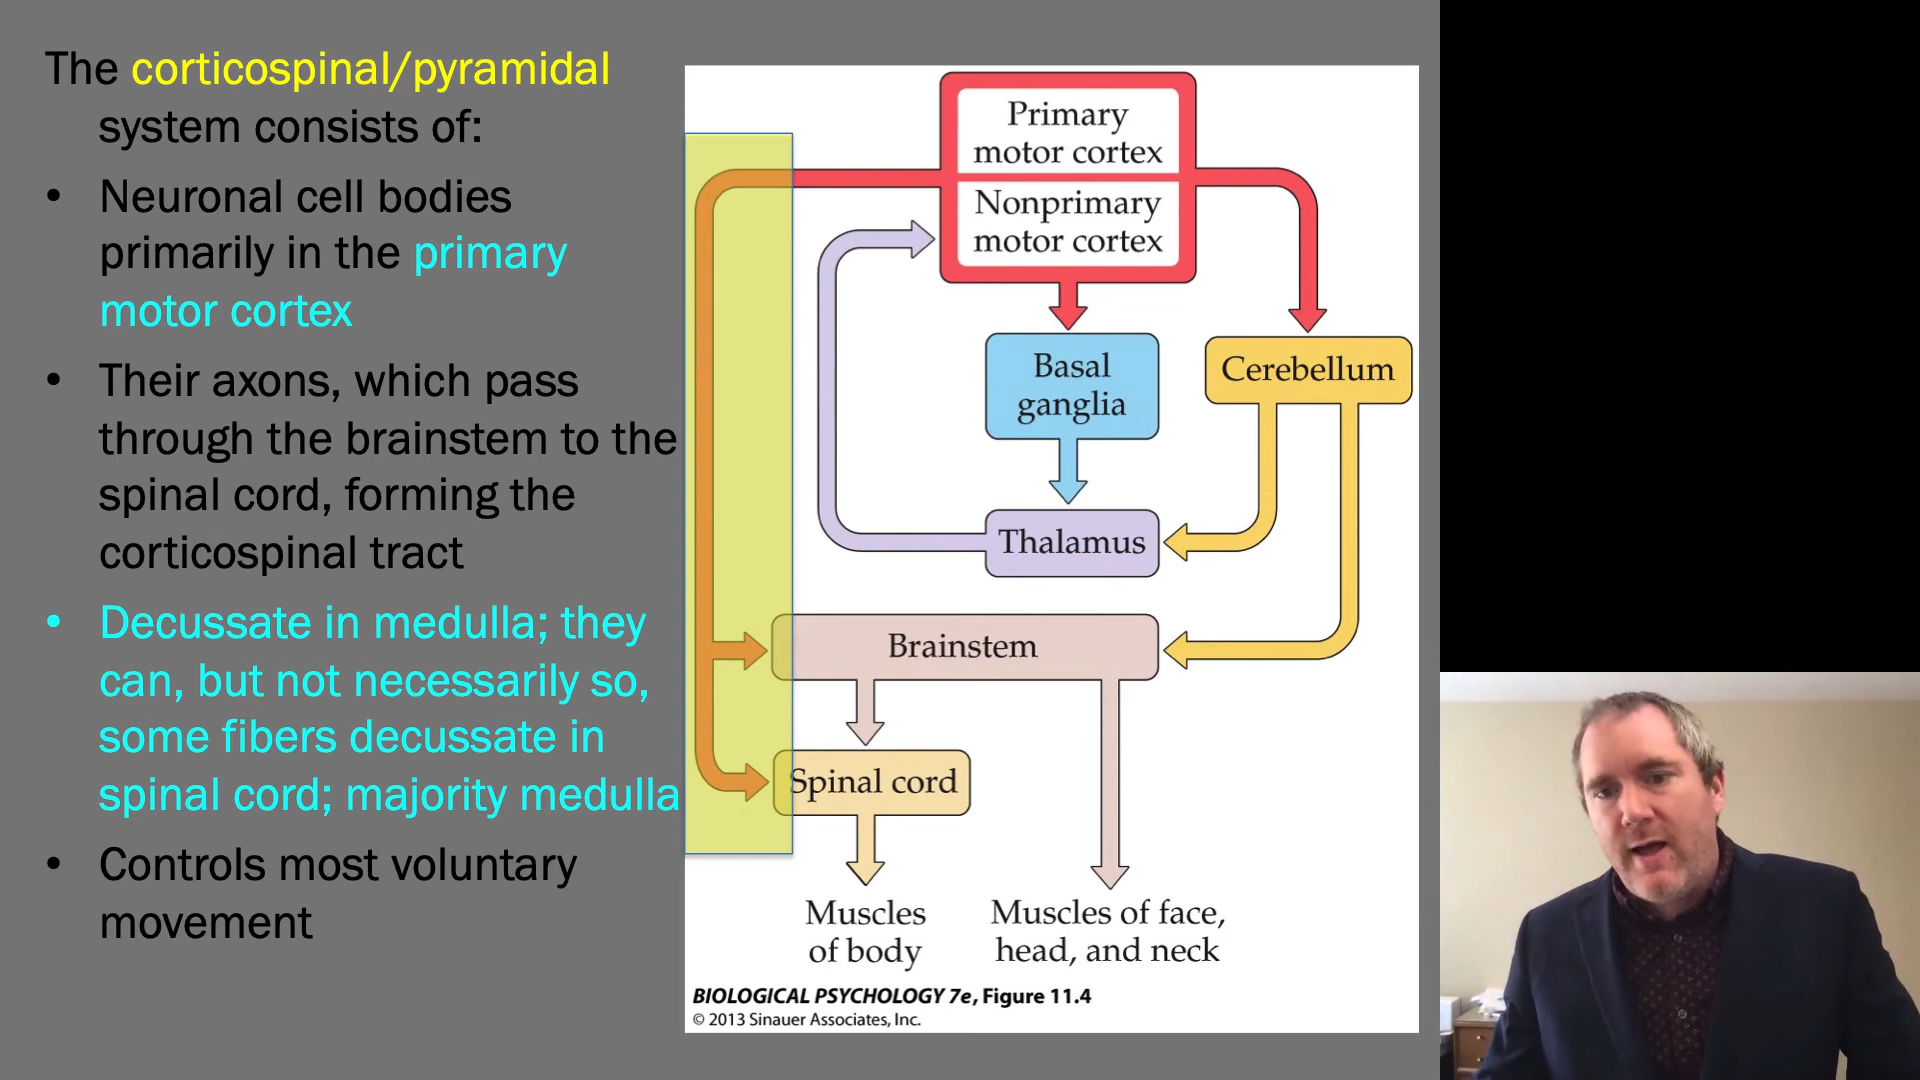 The corticospinal/pyramidal
system consists of:
• Neuronal cell bodies
primarily in the primary
motor cortex
• Their axons, which pass
through the brainstem to the
spinal cord, forming the
corticospinal tract
• Decussate in medulla; they
can, but not necessarily so,
some fibers decussate in
spinal cord; majority medulla
• Controls most voluntary
movement
Primary
motor cortex
Nonprimary
motor cortex
Basal
ganglia
Cerebellum
Thalamus
Brainstem
Spinal cord
Muscles
of body
Muscles of face,
head, and neck
BIOLOGICAL PSYCHOLOGY 7e, Figure 11.4
© 2013 Sinauer Associates, Inc.